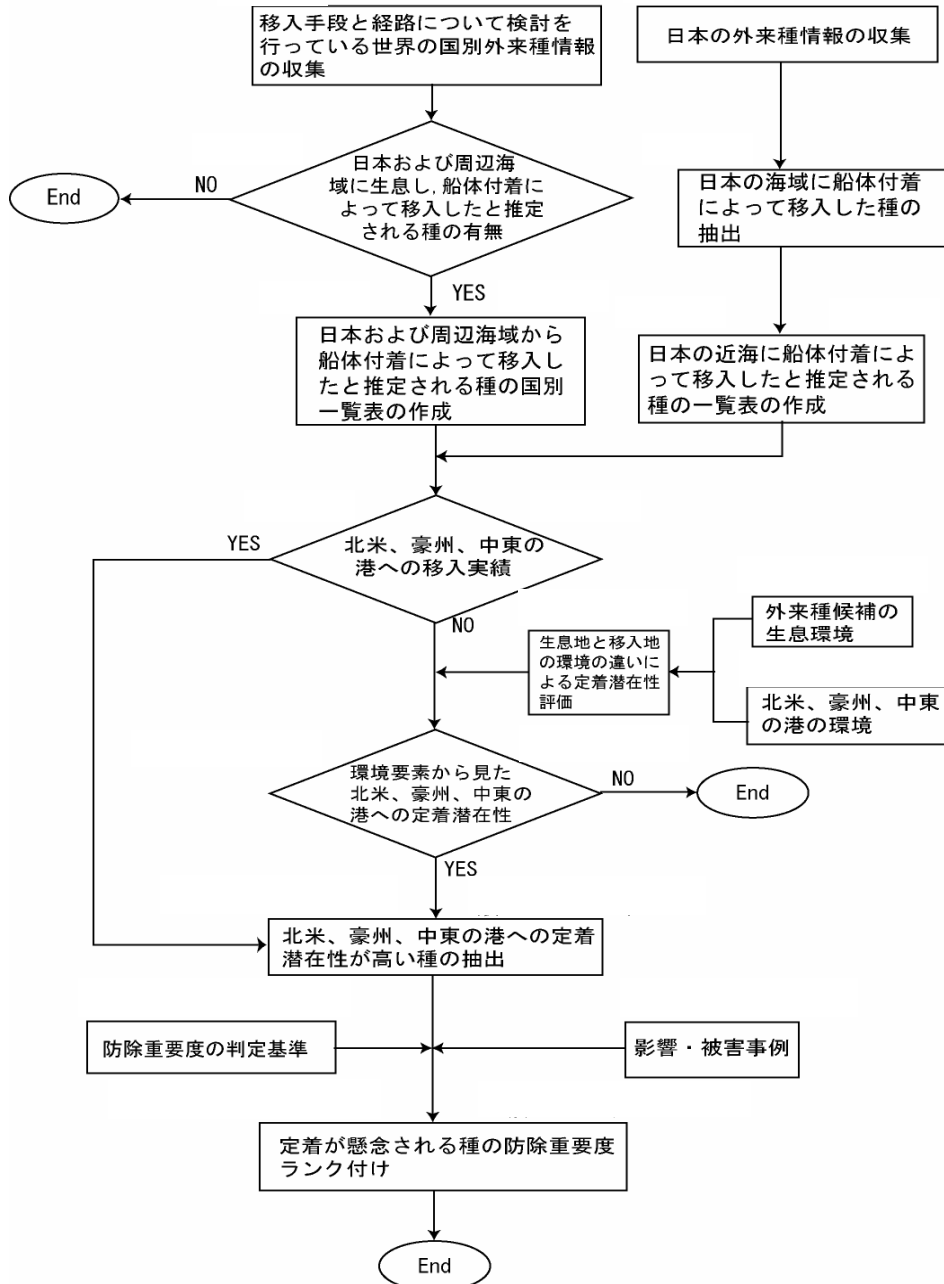 移入手段と経路について検討を
行っている世界の国別外来種情報
の収集
日本の外来種情報の収集
日本および周辺海
域に生息し,船体付着に
よって移入したと推定
される種の有無
NO
End
YES
日本の海域に船体付着
によって移入した種の
抽出
日本および周辺海域から
船体付着によって移入し
たと推定される種の国別
一覧表の作成
日本の近海に船体付着によ
って移入したと推定される
種の一覧表の作成
北米、豪州、中東の
港への移入実績
YES
NO
生息地と移入地
の環境の違いに
よる定着潜在性
評価
外来種候補の
生息環境
北米、豪州、中東
の港の環境
環境要素から見た
北米、豪州、中東の
港への定着潜在性
NO
End
YES
北米、豪州、中東の港への定着
潜在性が高い種の抽出
防除重要度の判定基準
影響・被害事例
定着が懸念される種の防除重要度
ランク付け
End